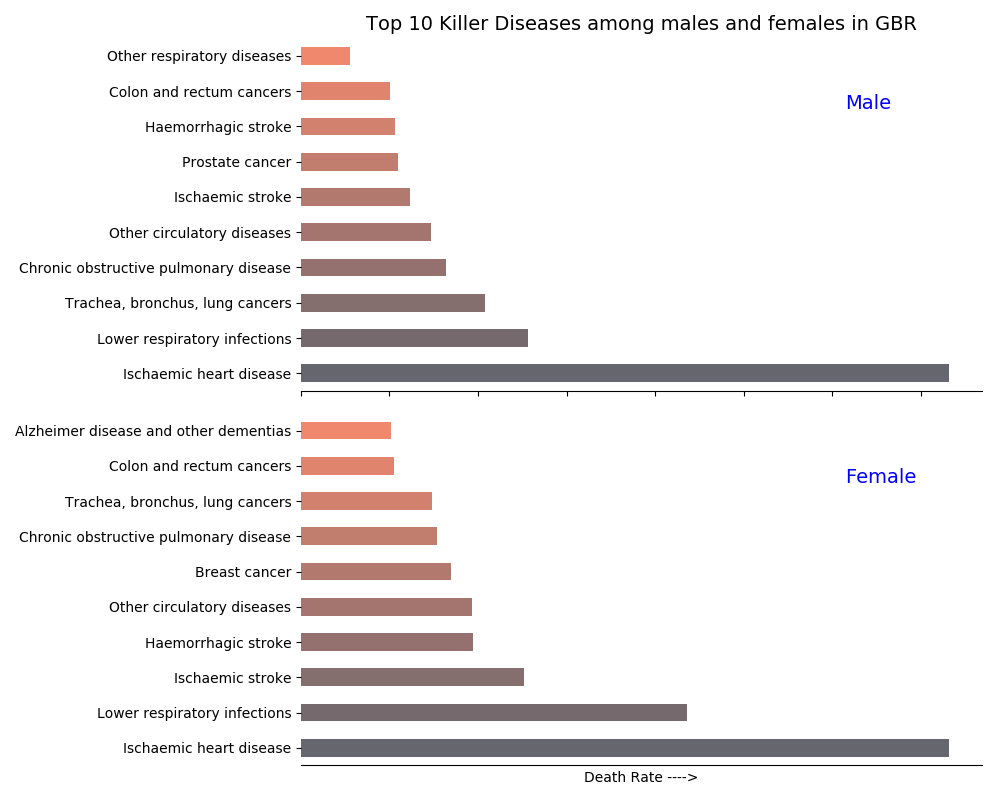 Top 10 Killer Diseases among males and females in GBR
Other respiratory diseases
Colon and rectum cancers
Male
Haemorrhagic stroke
Prostate cancer
Ischaemic stroke
Other circulatory diseases
Chronic obstructive pulmonary disease
Trachea, bronchus, lung cancers
Lower respiratory infections
Ischaemic heart disease
Alzheimer disease and other dementias
Colon and rectum cancers
Female
Trachea, bronchus, lung cancers
Chronic obstructive pulmonary disease
Breast cancer
Other circulatory diseases
Haemorrhagic stroke
Ischaemic stroke
Lower respiratory infections
Ischaemic heart disease
Death Rate ---->